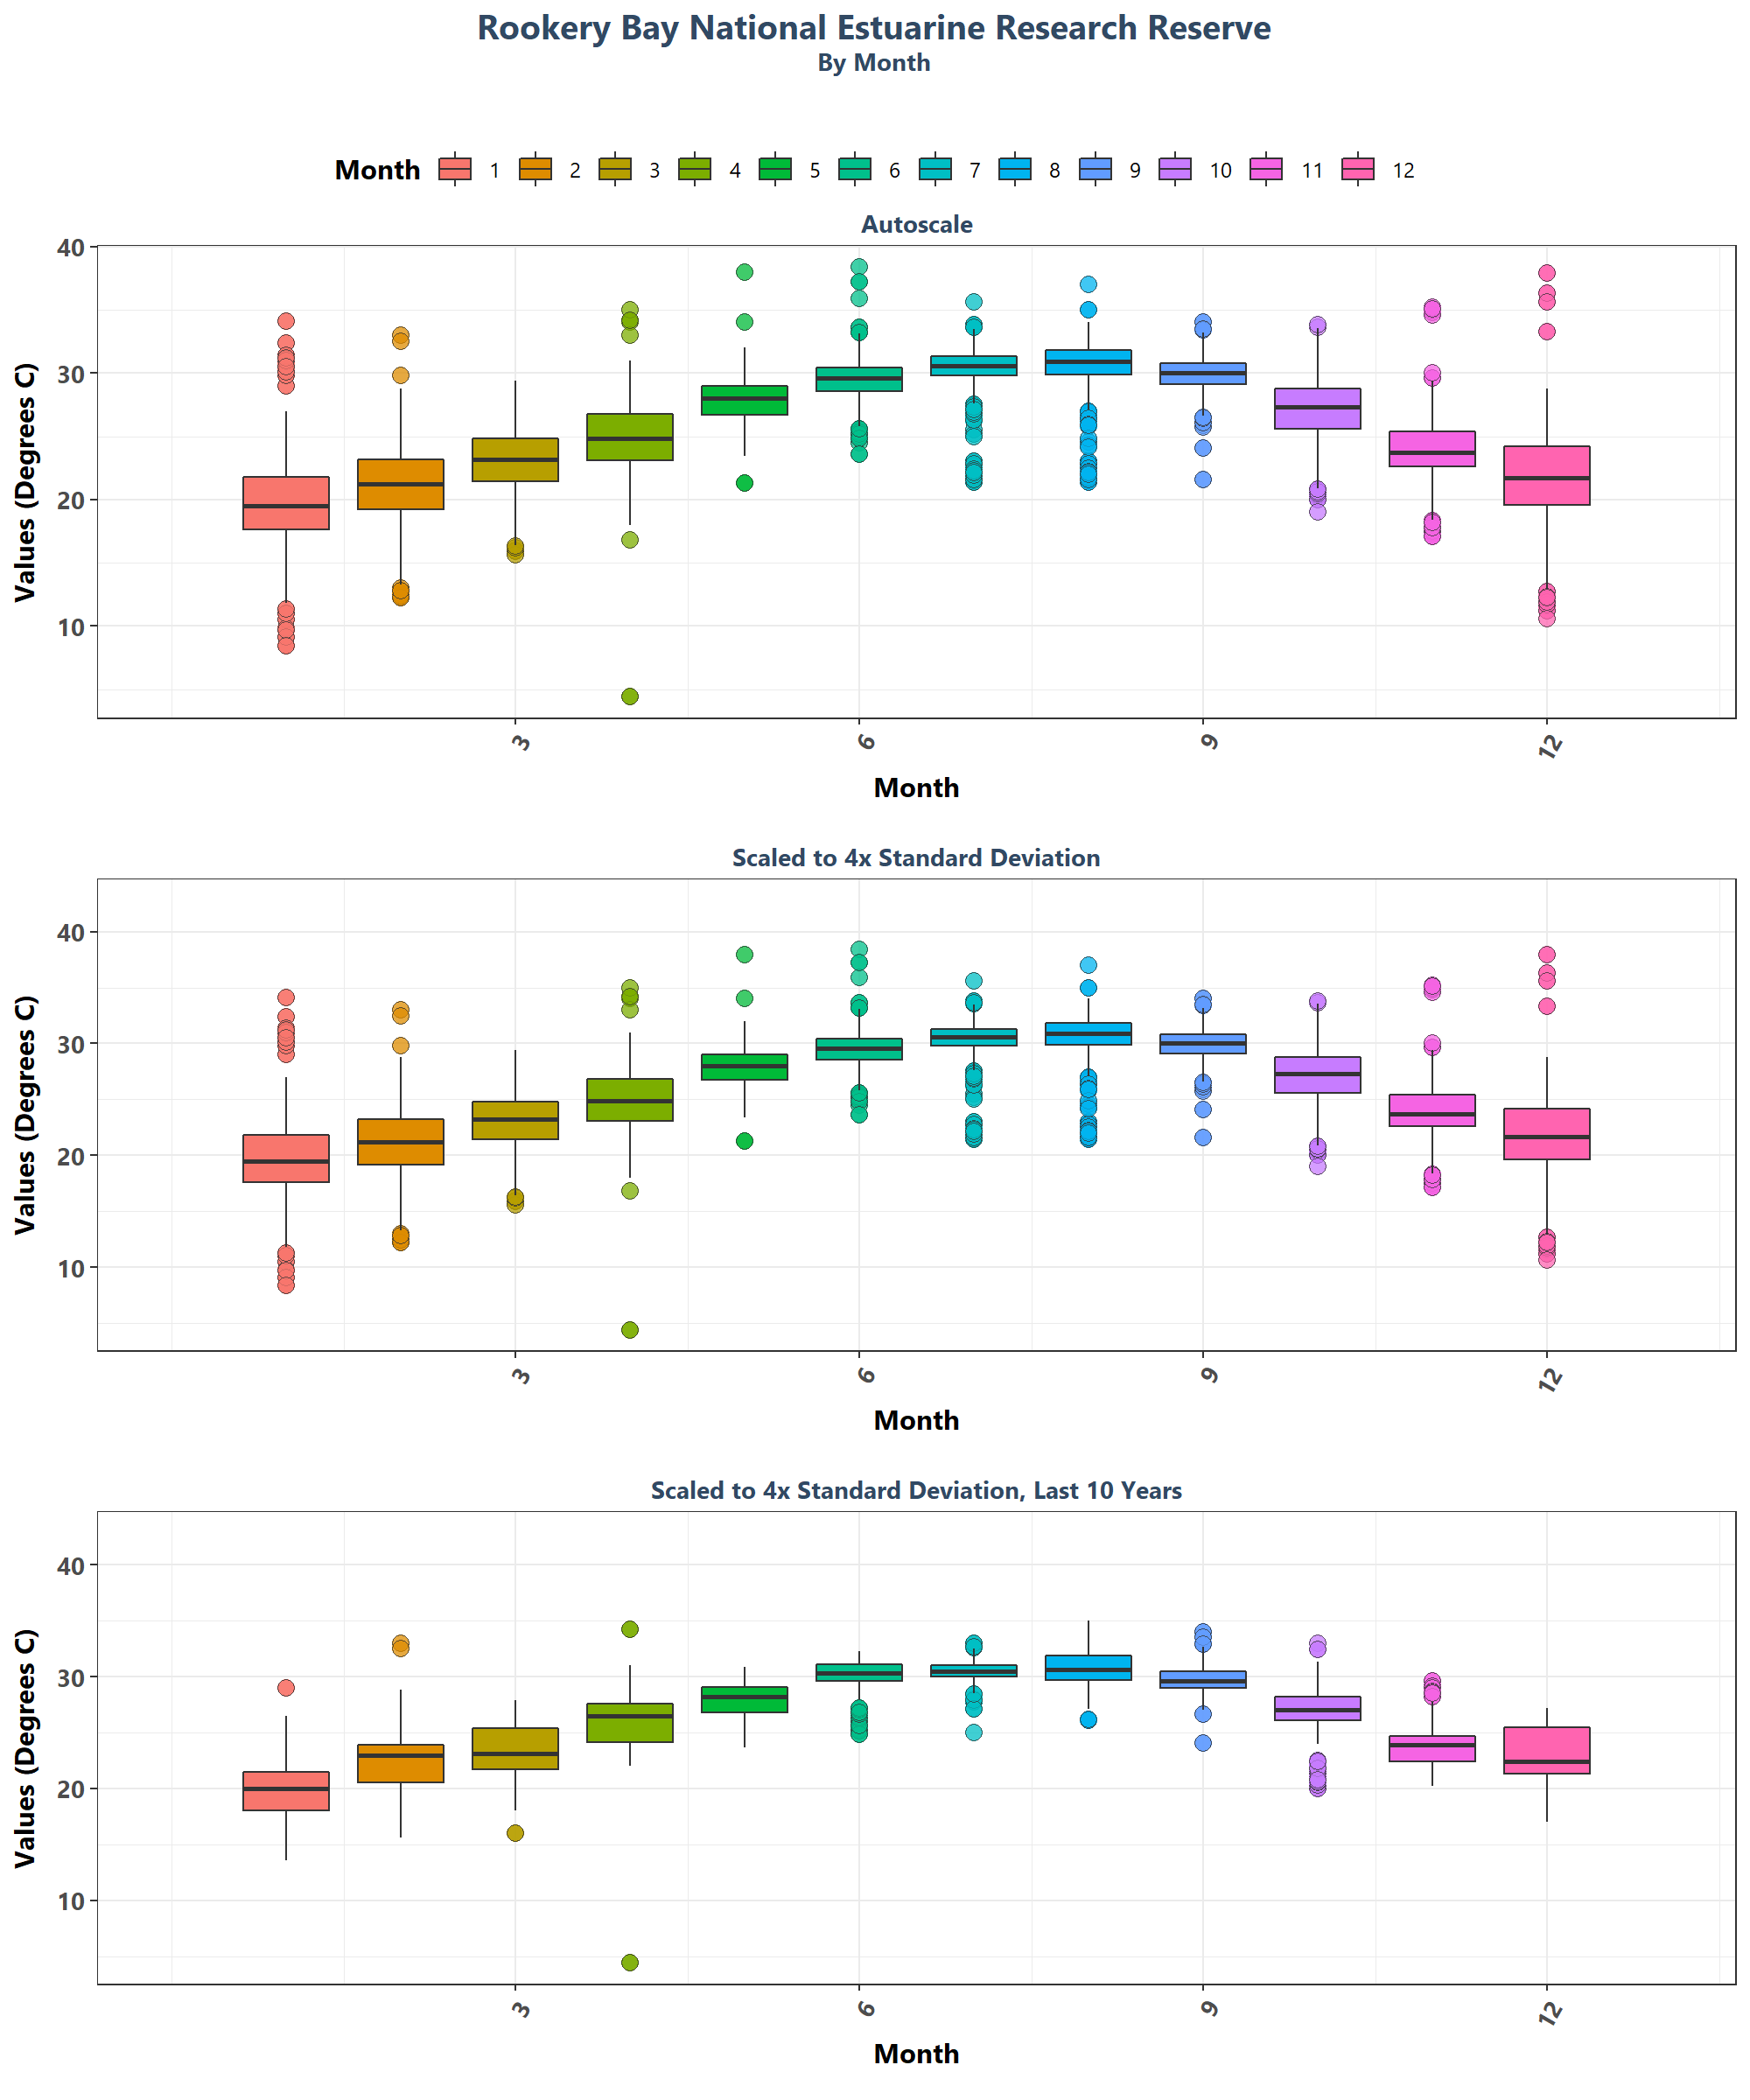 Rookery Bay National Estuarine Research Reserve
By Month
Month 1 2 3 4 5 6 7 8 9 10 11 12
Autoscale
Values (Degrees C)
40
30
20
10
3 6 9 12
Month
Scaled to 4x Standard Deviation
Values (Degrees C)
40
30
20
10
3 6 9 12
Month
Scaled to 4x Standard Deviation, Last 10 Years
Values (Degrees C)
40
30
20
10
3 6 9 12
Month